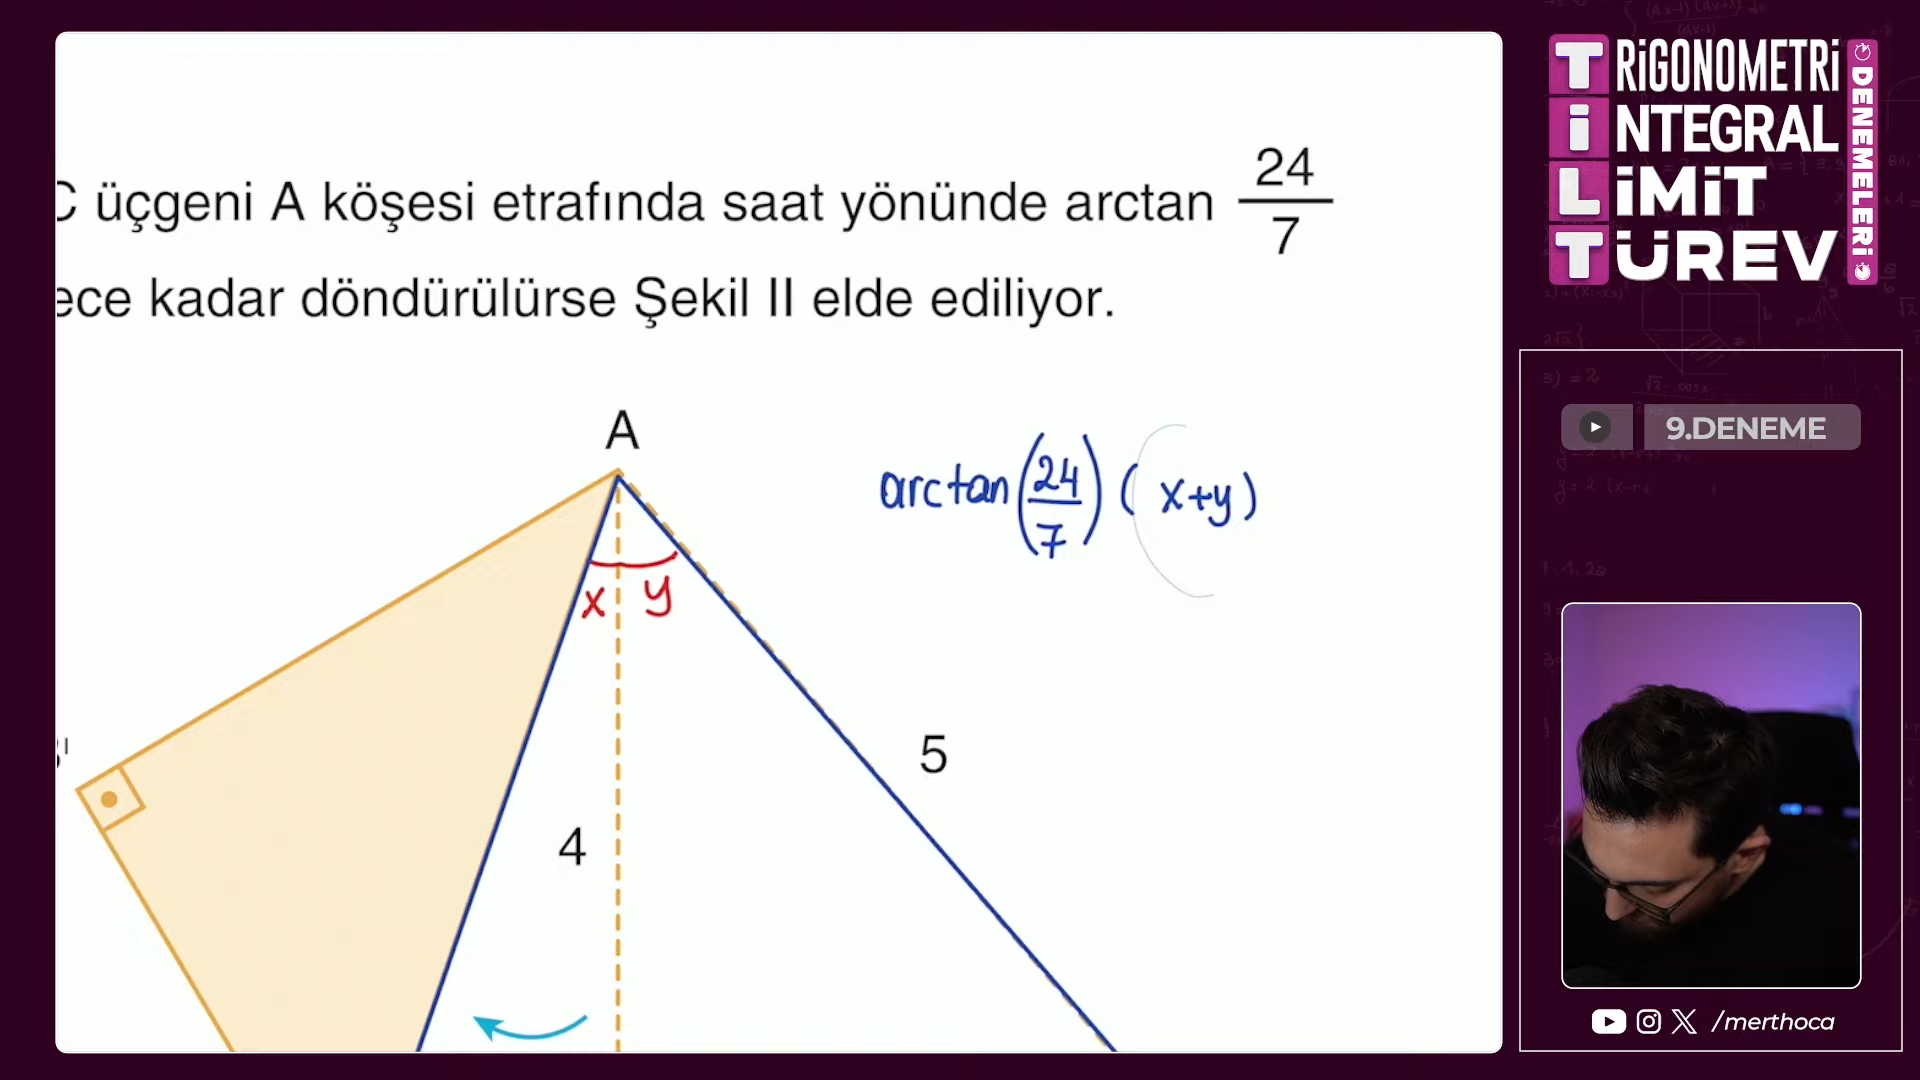 C üçgeni A köşesi etrafında saat yönünde arctan 24/7
ece kadar döndürülürse Şekil II elde ediliyor.
A
arctan(24/7) (x+y)
x y
5
4
TRiGONOMETRi
iNTEGRAL
LiMiT
TÜREV
DENEMELERi
9.DENEME
/merthoca